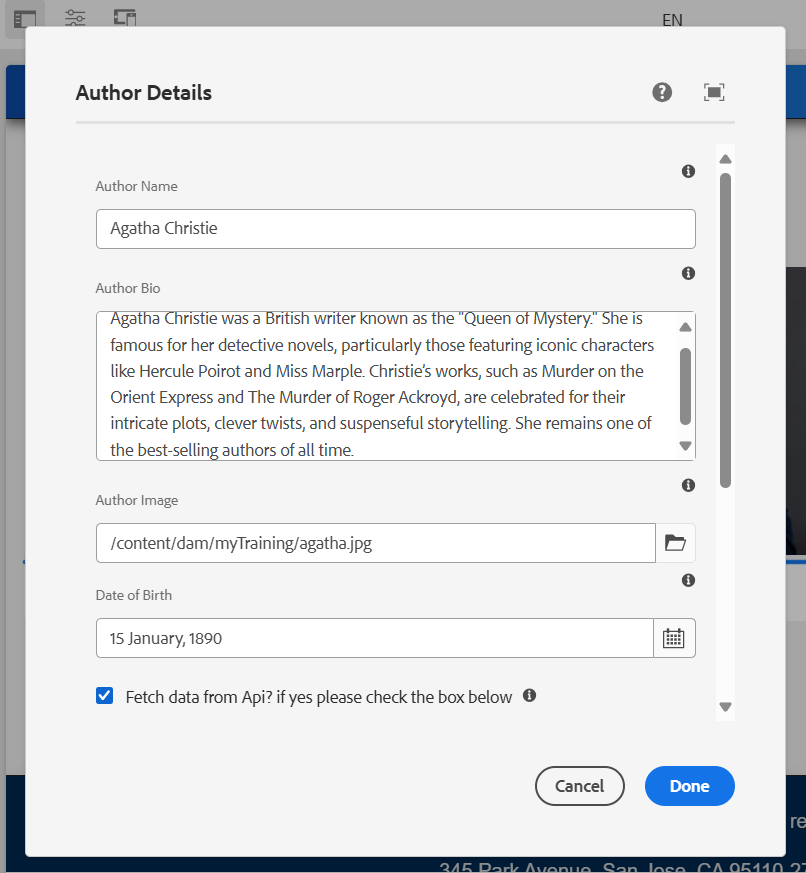 EN
Author Details
Author Name
Agatha Christie
Author Bio
Agatha Christie was a British writer known as the "Queen of Mystery." She is
famous for her detective novels, particularly those featuring iconic characters
like Hercule Poirot and Miss Marple. Christie’s works, such as Murder on the
Orient Express and The Murder of Roger Ackroyd, are celebrated for their
intricate plots, clever twists, and suspenseful storytelling. She remains one of
the best-selling authors of all time.
Author Image
/content/dam/myTraining/agatha.jpg
Date of Birth
15 January, 1890
Fetch data from Api? if yes please check the box below
Cancel
Done
re
345 Park Avenue, San Jose, CA 95110-27